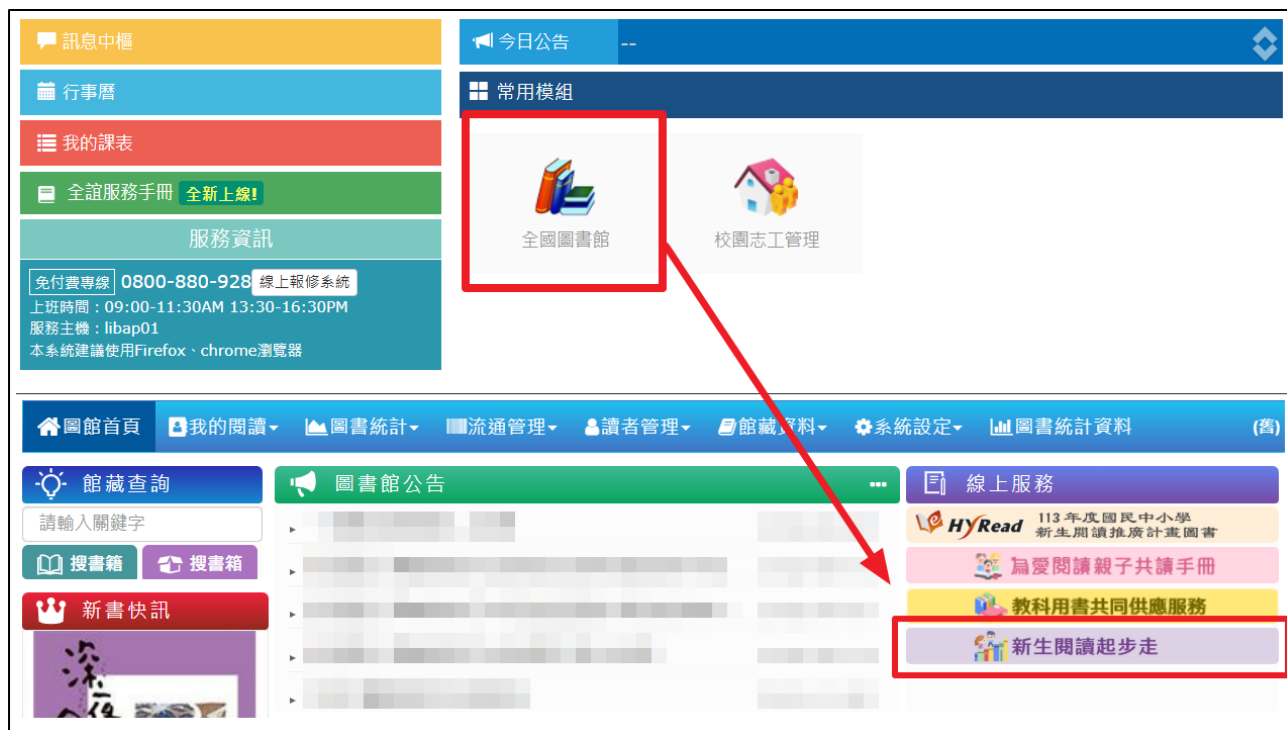 訊息中樞
行事曆
我的課表
全誼服務手冊 全新上線!
服務資訊
免付費專線 0800-880-928 線上報修系統
上班時間：09:00-11:30AM 13:30-16:30PM
服務主機：libap01
本系統建議使用Firefox、chrome瀏覽器
今日公告 --
常用模組
全國圖書館
校園志工管理
圖館首頁 我的閱讀 圖書統計 流通管理 讀者管理 館藏資料 系統設定 圖書統計資料 (舊)
館藏查詢
請輸入關鍵字
搜書籍 搜書箱
新書快訊
深夜
圖書館公告
線上服務
HyRead 113年度國民中小學
新生閱讀推廣計畫圖書
為愛閱讀親子共讀手冊
教科用書共同供應服務
新生閱讀起步走